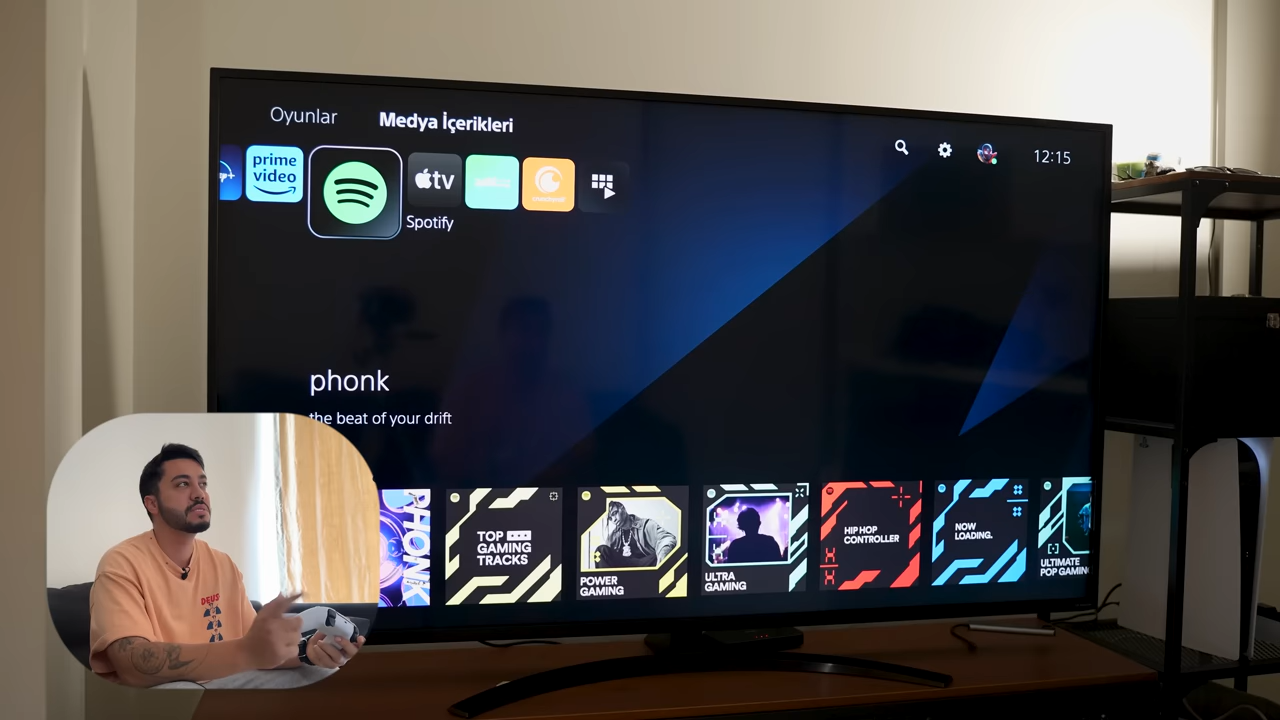 Oyunlar
Medya İçerikleri
12:15
prime
video
tv
crunchyroll
Spotify
phonk
the beat of your drift
PHONK
TOP
GAMING
TRACKS
POWER
GAMING
ULTRA
GAMING
HIP HOP
CONTROLLER
NOW
LOADING.
ULTIMATE
POP GAMING
DEUS